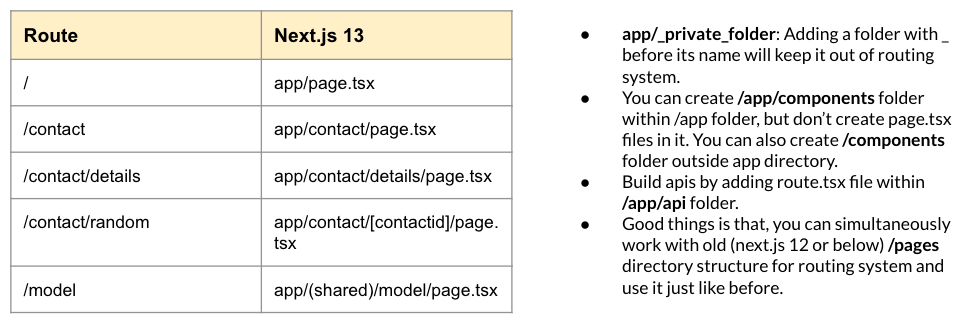 Route Next.js 13
/ app/page.tsx
/contact app/contact/page.tsx
/contact/details app/contact/details/page.tsx
/contact/random app/contact/[contactid]/page.
tsx
/model app/(shared)/model/page.tsx
● app/_private_folder: Adding a folder with _
before its name will keep it out of routing
system.
● You can create /app/components folder
within /app folder, but don’t create page.tsx
files in it. You can also create /components
folder outside app directory.
● Build apis by adding route.tsx file within
/app/api folder.
● Good things is that, you can simultaneously
work with old (next.js 12 or below) /pages
directory structure for routing system and
use it just like before.